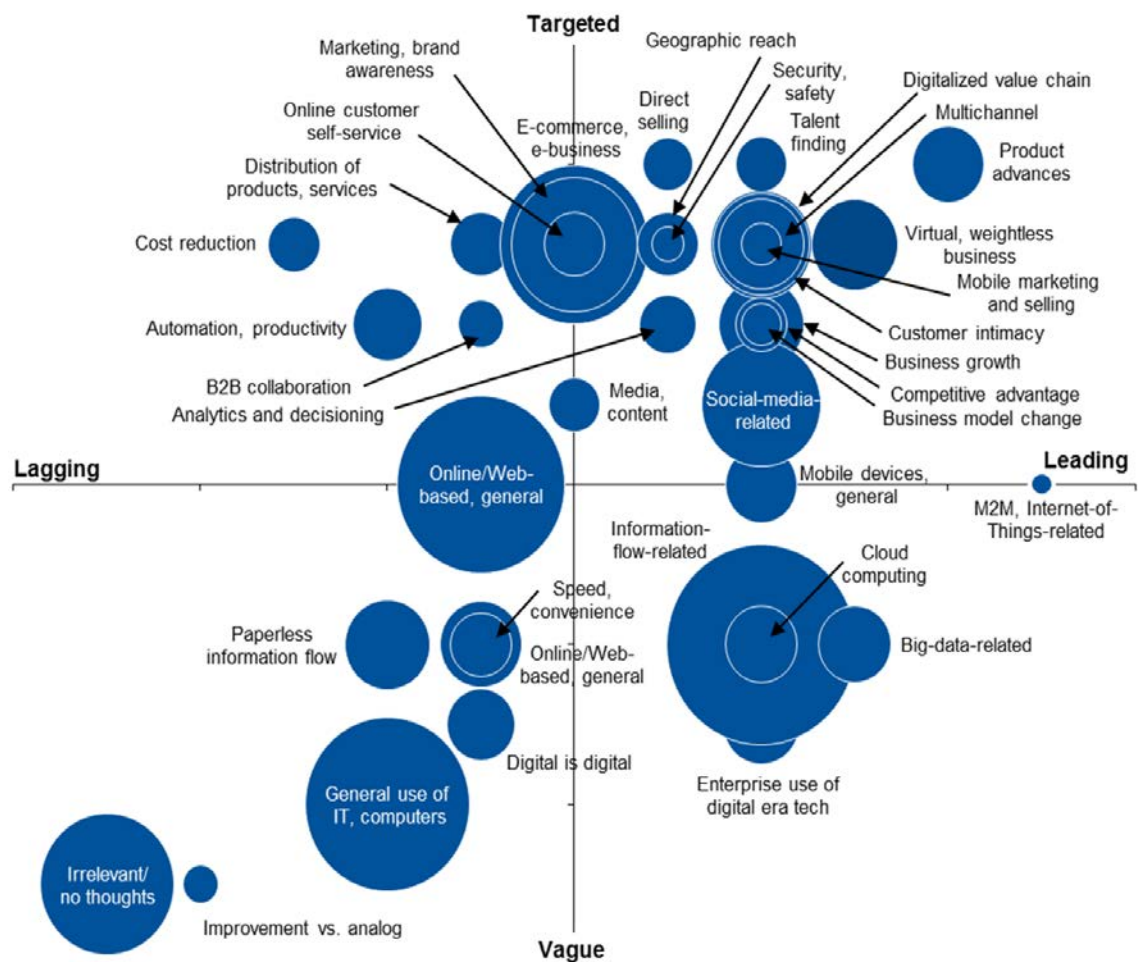 Targeted
Geographic reach
Marketing, brand
awareness
Security,
safety
Digitalized value chain
Online customer
self-service
Direct
selling
Multichannel
E-commerce,
e-business
Talent
finding
Product
advances
Distribution of
products, services
Cost reduction
Virtual, weightless
business
Mobile marketing
and selling
Automation, productivity
Customer intimacy
Business growth
B2B collaboration
Analytics and decisioning
Media,
content
Social-media-
related
Competitive advantage
Business model change
Lagging
Leading
Online/Web-
based, general
Mobile devices,
general
M2M, Internet-of-
Things-related
Information-
flow-related
Cloud
computing
Speed,
convenience
Paperless
information flow
Online/Web-
based, general
Big-data-related
Digital is digital
General use of
IT, computers
Enterprise use of
digital era tech
Irrelevant/
no thoughts
Improvement vs. analog
Vague